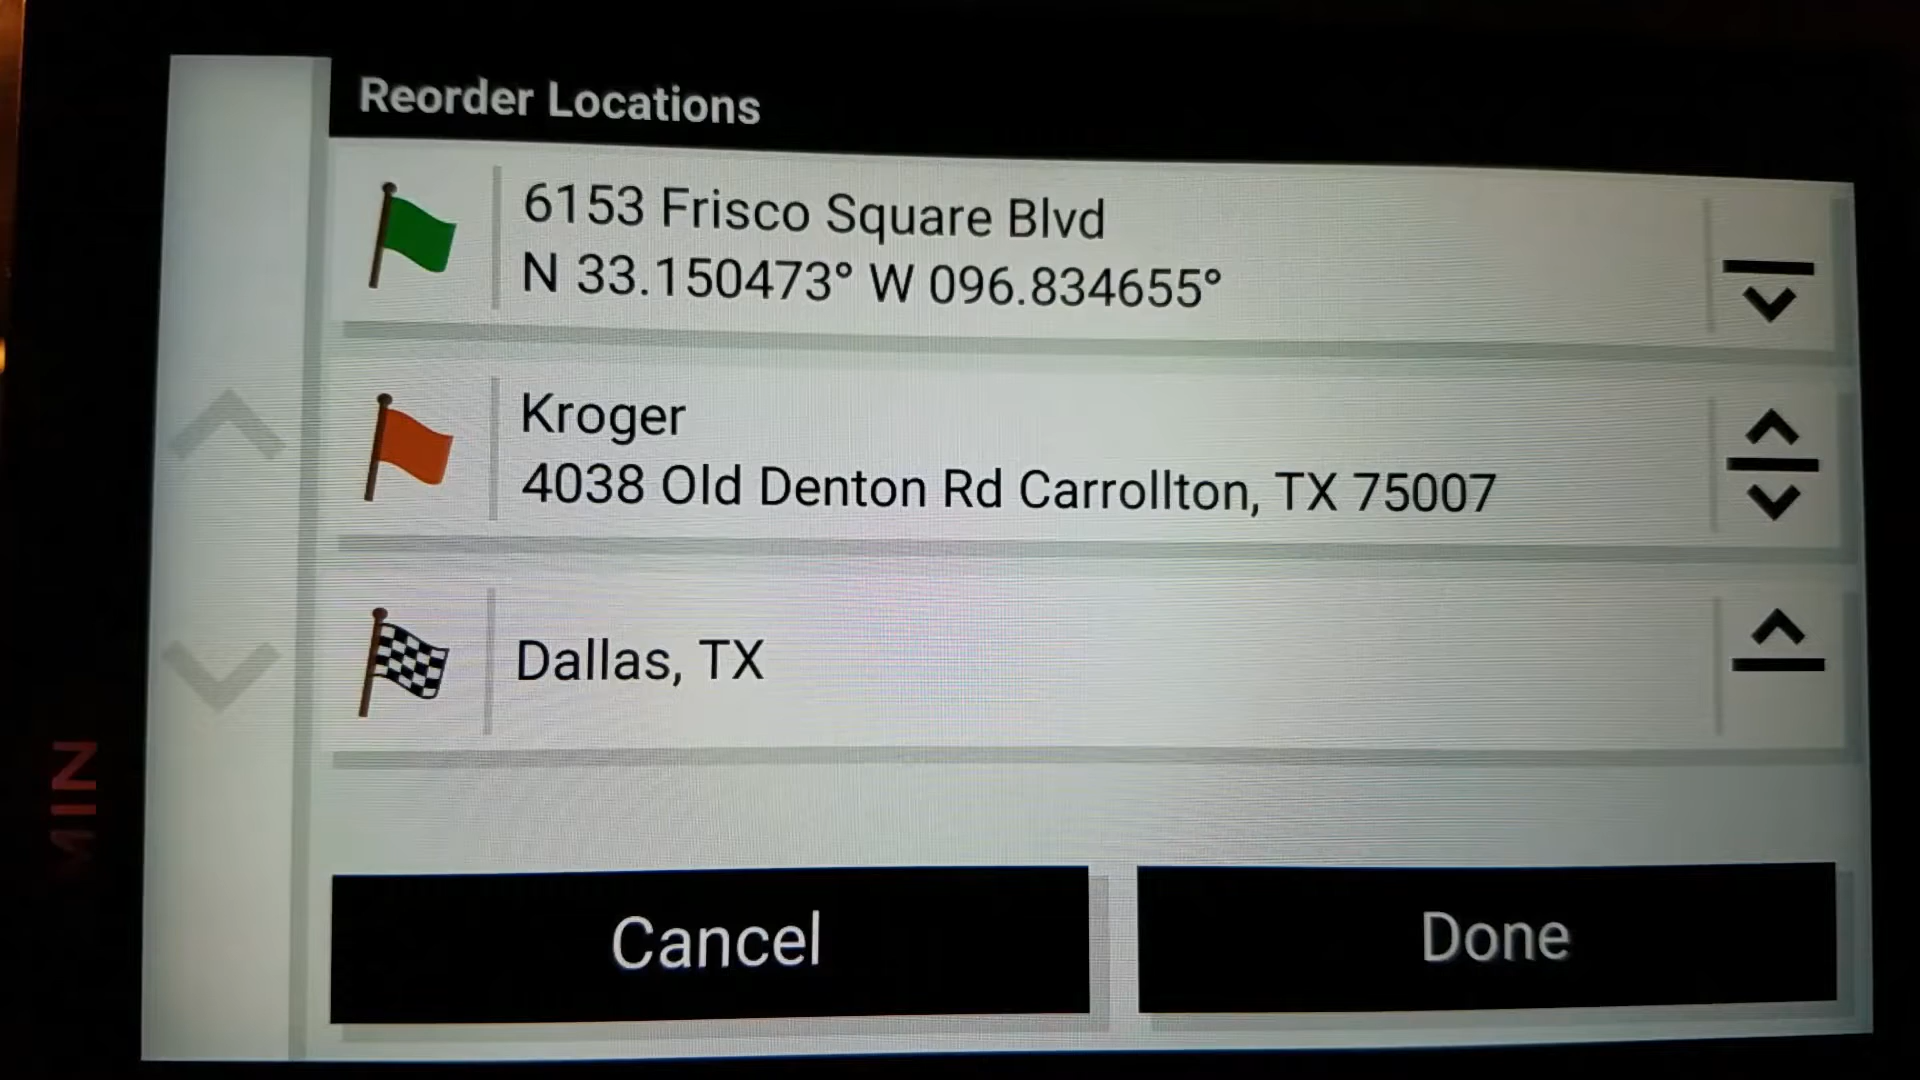 Reorder Locations
6153 Frisco Square Blvd
N 33.150473° W 096.834655°
Kroger
4038 Old Denton Rd Carrollton, TX 75007
Dallas, TX
Cancel
Done
MIN